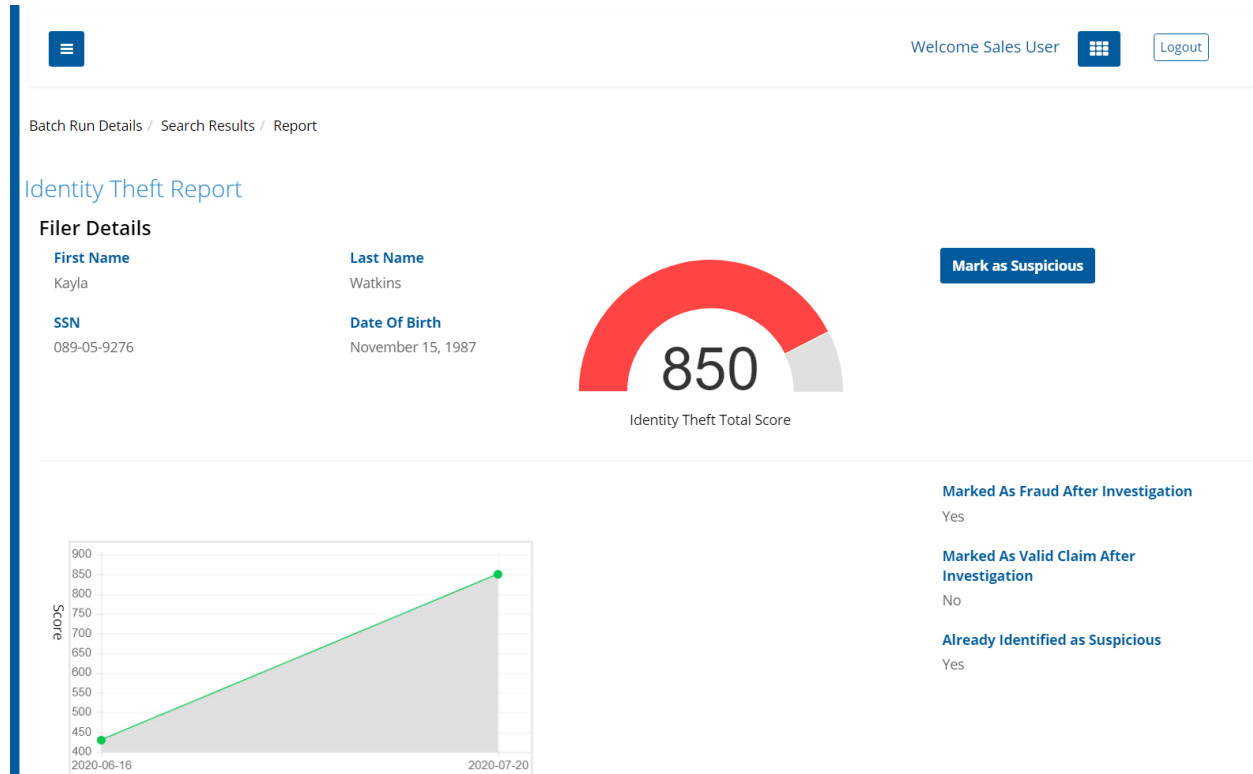 Welcome Sales User
Logout
Batch Run Details / Search Results / Report
Identity Theft Report
Filer Details
First Name
Kayla
Last Name
Watkins
SSN
089-05-9276
Date Of Birth
November 15, 1987
850
Identity Theft Total Score
Mark as Suspicious
Marked As Fraud After Investigation
Yes
Marked As Valid Claim After
Investigation
No
Already Identified as Suspicious
Yes
Score
900
850
800
750
700
650
600
550
500
450
400
2020-06-16
2020-07-20